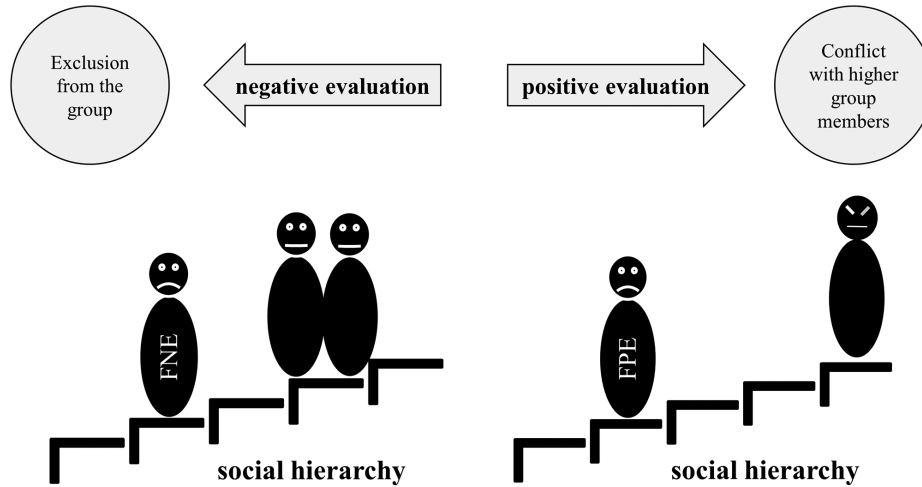 Exclusion
from the
group
negative evaluation
positive evaluation
Conflict
with higher
group
members
FNE
FPE
social hierarchy
social hierarchy